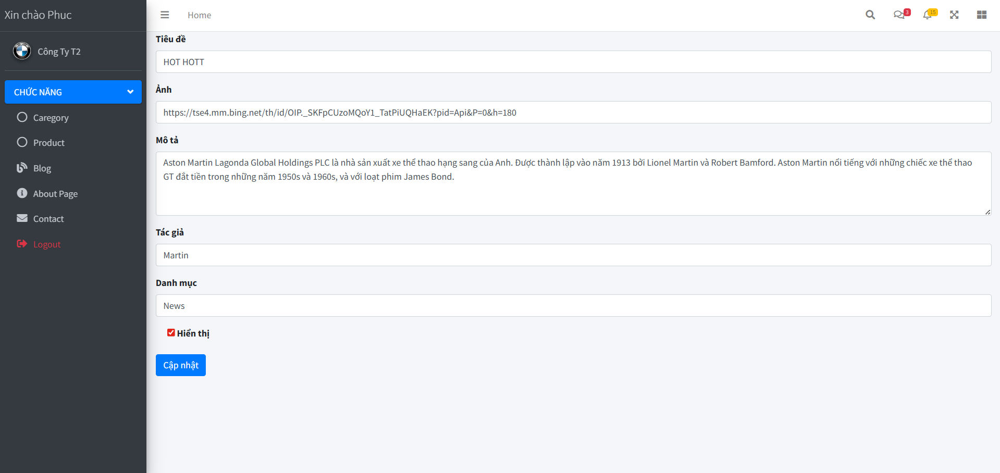 Xin chào Phuc
Home
3
15
Công Ty T2
CHỨC NĂNG
Caregory
Product
Blog
About Page
Contact
Logout
Tiêu đề
HOT HOTT
Ảnh
https://tse4.mm.bing.net/th/id/OIP._SKFpCUzoMQoY1_TatPiUQHaEK?pid=Api&P=0&h=180
Mô tả
Aston Martin Lagonda Global Holdings PLC là nhà sản xuất xe thể thao hạng sang của Anh. Được thành lập vào năm 1913 bởi Lionel Martin và Robert Bamford. Aston Martin nổi tiếng với những chiếc xe thể thao
GT đắt tiền trong những năm 1950s và 1960s, và với loạt phim James Bond.
Tác giả
Martin
Danh mục
News
Hiển thị
Cập nhật